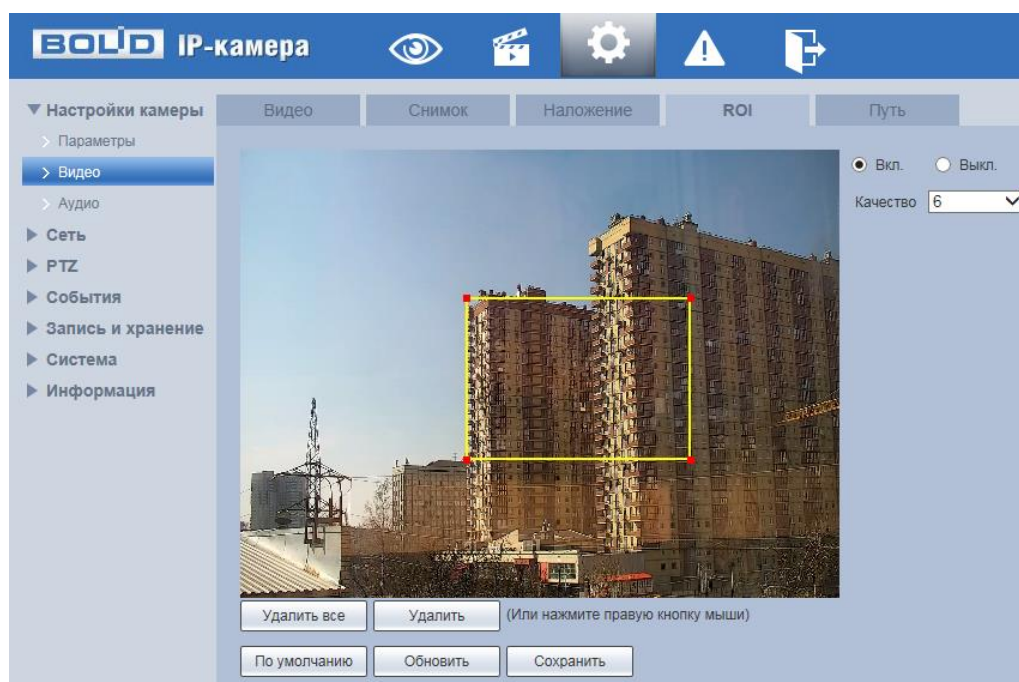 BOLID IP-камера
Настройки камеры
Параметры
Видео
Аудио
Сеть
PTZ
События
Запись и хранение
Система
Информация
Видео Снимок Наложение ROI Путь
Вкл. Выкл.
Качество 6
Удалить все Удалить (Или нажмите правую кнопку мыши)
По умолчанию Обновить Сохранить